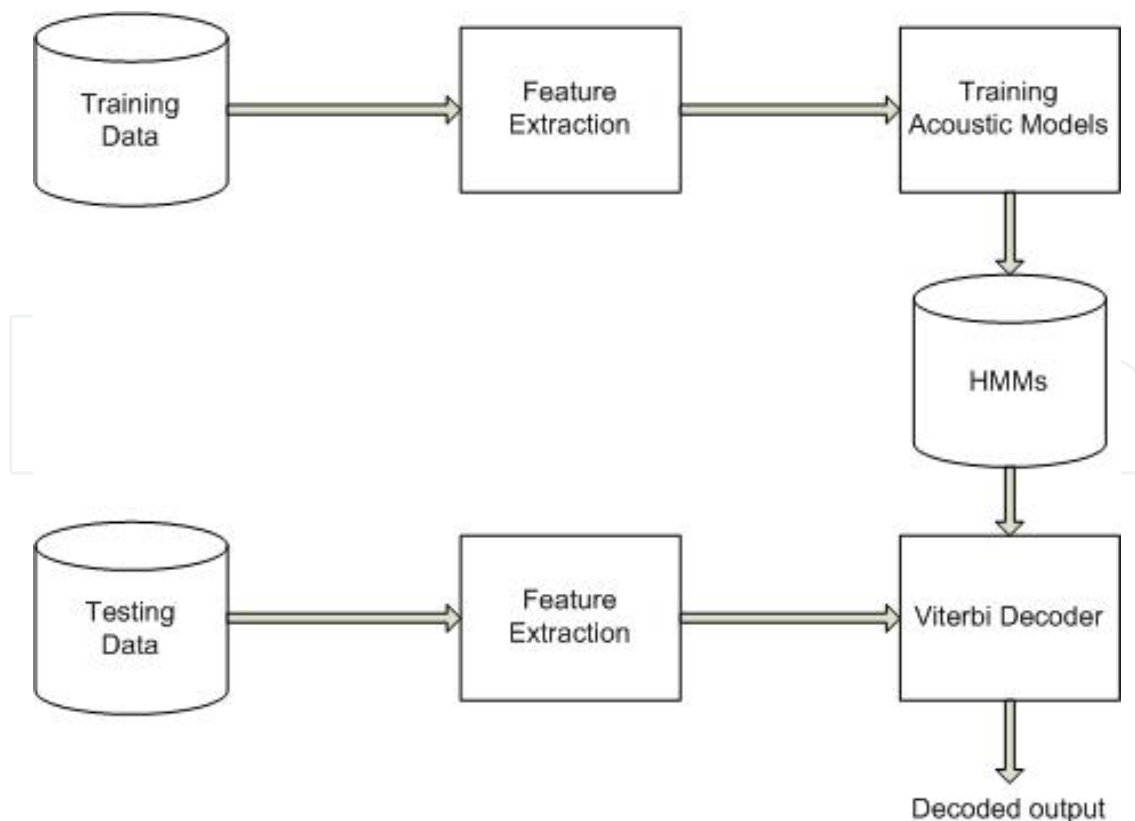 Training
Data
Feature
Extraction
Training
Acoustic Models
HMMs
Testing
Data
Feature
Extraction
Viterbi Decoder
Decoded output